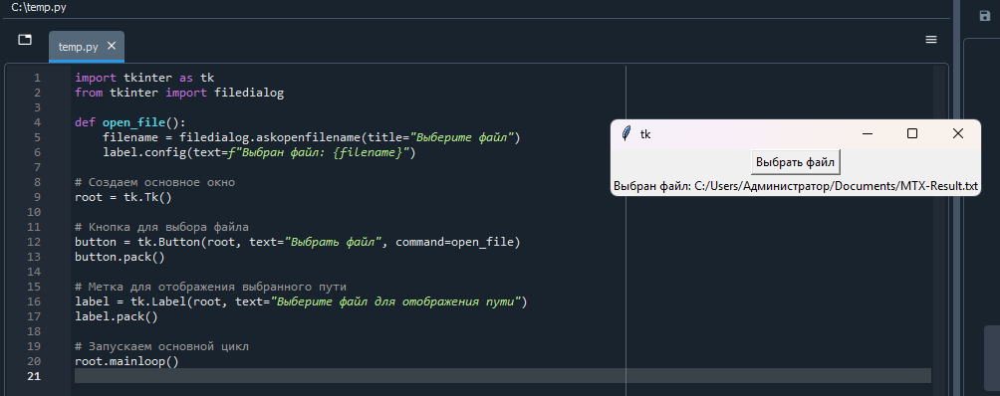 C:\temp.py
temp.py
1 import tkinter as tk
2 from tkinter import filedialog
3
4 def open_file():
5     filename = filedialog.askopenfilename(title="Выберите файл")
6     label.config(text=f"Выбран файл: {filename}")
7
8 # Создаем основное окно
9 root = tk.Tk()
10
11 # Кнопка для выбора файла
12 button = tk.Button(root, text="Выбрать файл", command=open_file)
13 button.pack()
14
15 # Метка для отображения выбранного пути
16 label = tk.Label(root, text="Выберите файл для отображения пути")
17 label.pack()
18
19 # Запускаем основной цикл
20 root.mainloop()
21
tk
Выбрать файл
Выбран файл: C:/Users/Администратор/Documents/MTX-Result.txt